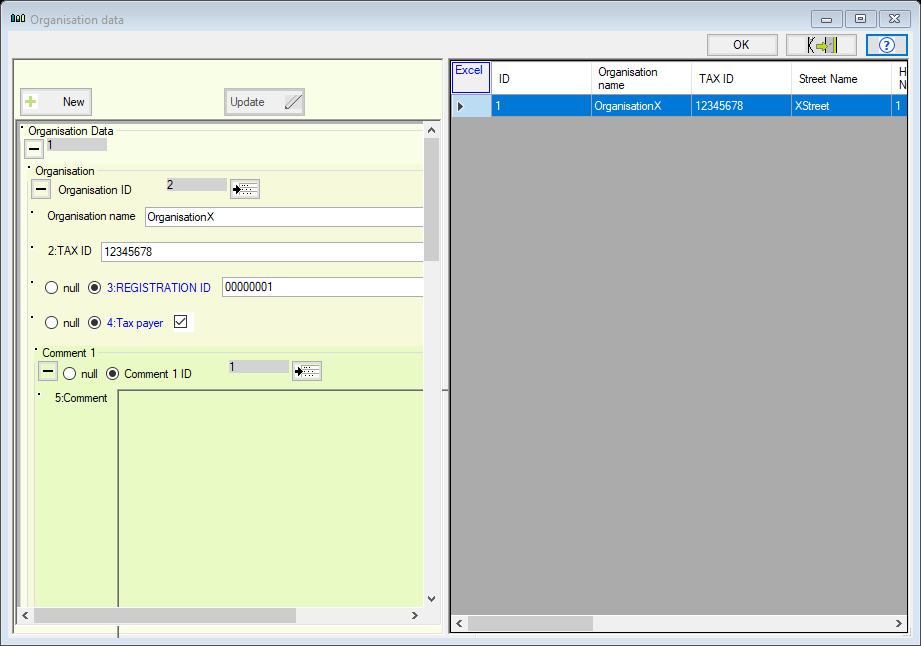 Organisation data
OK
?
New
Update
Organisation Data
1
Organisation
Organisation ID 2
Organisation name OrganisationX
2:TAX ID 12345678
null 3:REGISTRATION ID 00000001
null 4:Tax payer
Comment 1
null Comment 1 ID 1
5:Comment
Excel ID Organisation name TAX ID Street Name H N
1 OrganisationX 12345678 XStreet 1